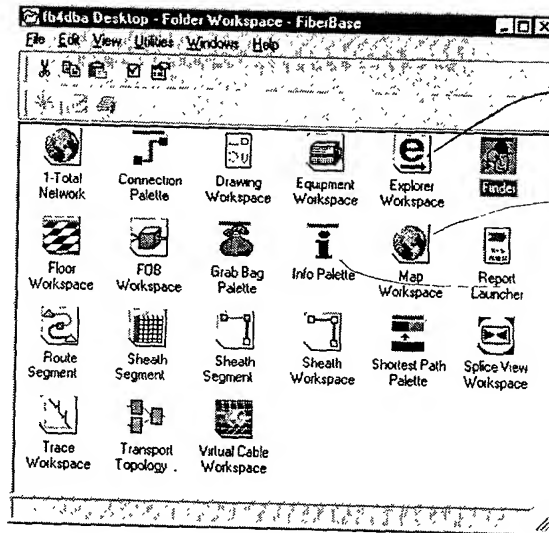 fb4dba Desktop - Folder Workspace - FiberBase
File Edit View Utilities Windows Help
1-Total Network
Connection Palette
Drawing Workspace
Equipment Workspace
Explorer Workspace
Finder
Floor Workspace
FOB Workspace
Grab Bag Palette
Info Palette
Map Workspace
Report Launcher
Route Segment
Sheath Segment
Sheath Segment
Sheath Workspace
Shortest Path Palette
Splice View Workspace
Trace Workspace
Transport Topology .
Virtual Cable Workspace